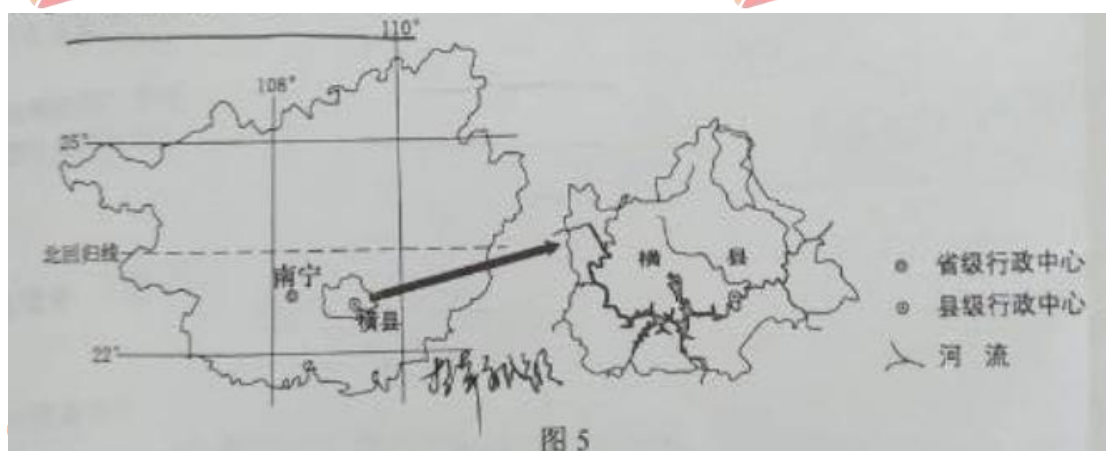 110°
108°
25°
北回归线
南宁
横县
22°
横 县
省级行政中心
县级行政中心
河 流
图 5